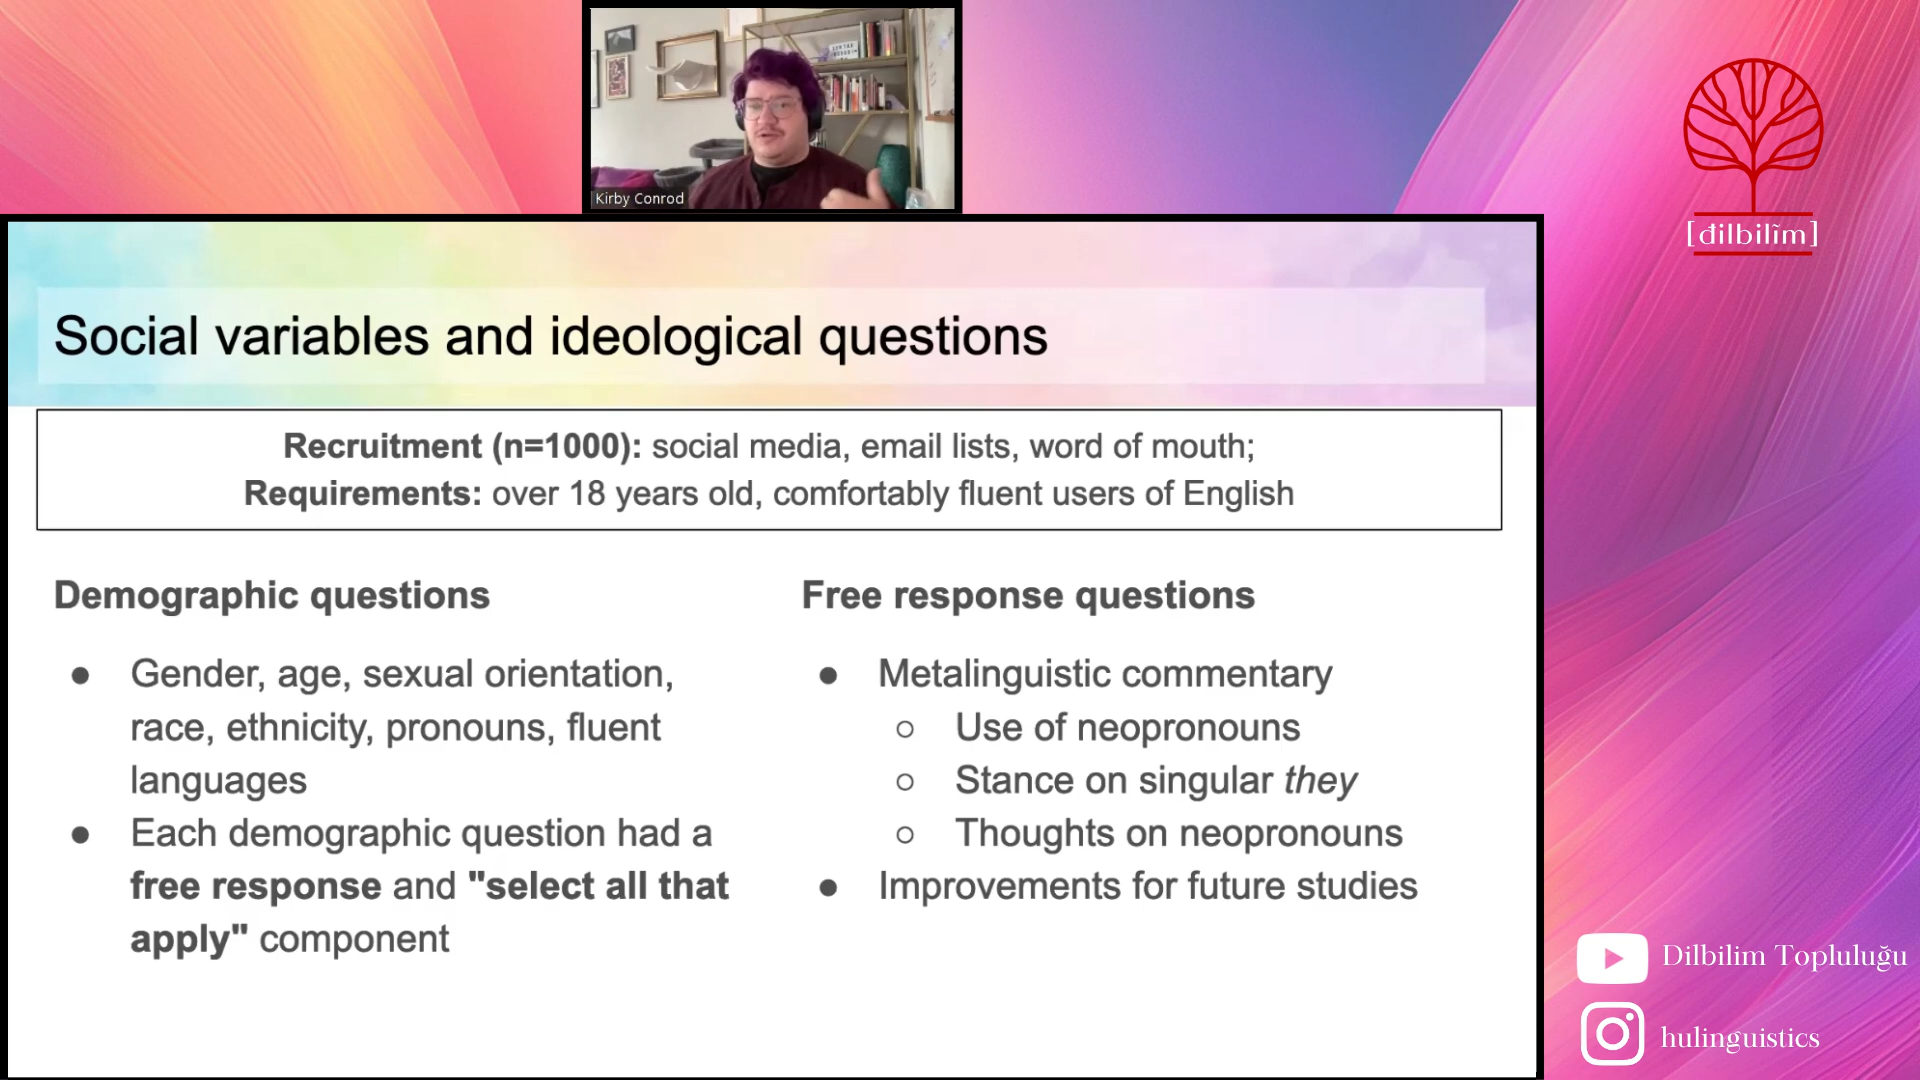 Kirby Conrod
[đilbilĩm]
Social variables and ideological questions
Recruitment (n=1000): social media, email lists, word of mouth;
Requirements: over 18 years old, comfortably fluent users of English
Demographic questions
● Gender, age, sexual orientation,
race, ethnicity, pronouns, fluent
languages
● Each demographic question had a
free response and "select all that
apply" component
Free response questions
● Metalinguistic commentary
○ Use of neopronouns
○ Stance on singular they
○ Thoughts on neopronouns
● Improvements for future studies
Dilbilim Topluluğu
hulinguistics